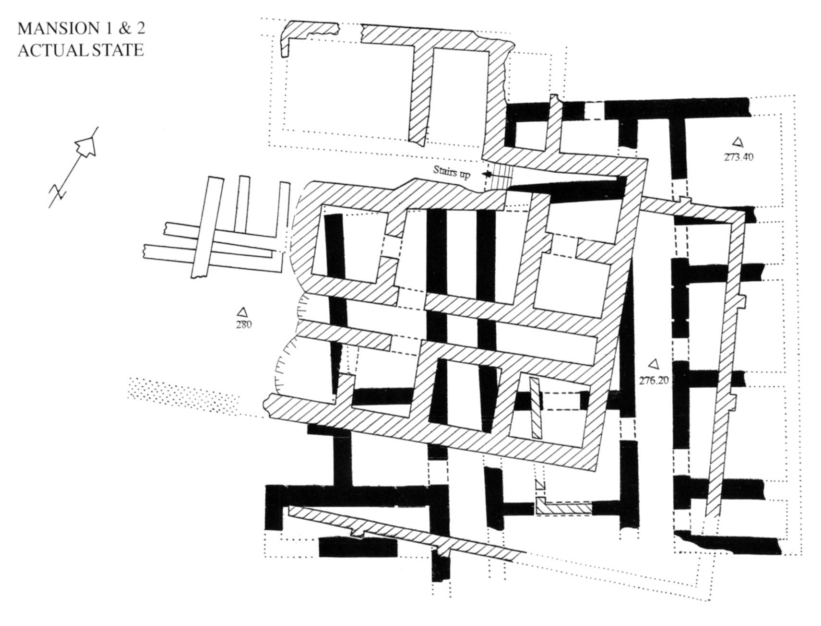 MANSION 1 & 2
ACTUAL STATE
273.40
Stairs up
N
280
276.20